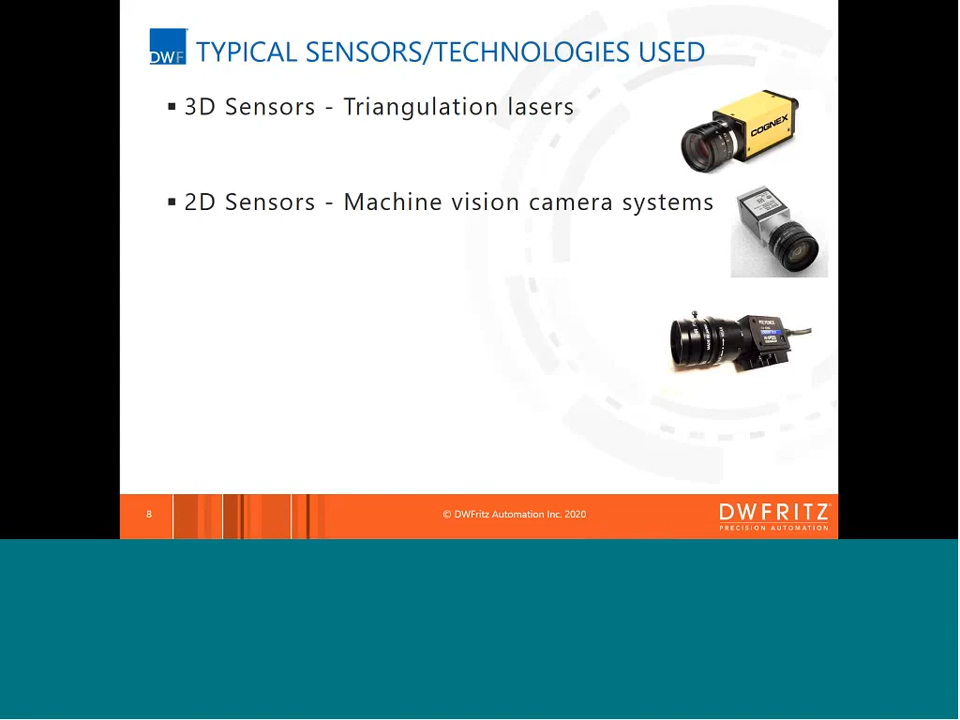 DWF
TYPICAL SENSORS/TECHNOLOGIES USED
▪ 3D Sensors - Triangulation lasers
COGNEX
▪ 2D Sensors - Machine vision camera systems
KEYENCE
8
© DWFritz Automation Inc. 2020
DWFRITZ
PRECISION AUTOMATION